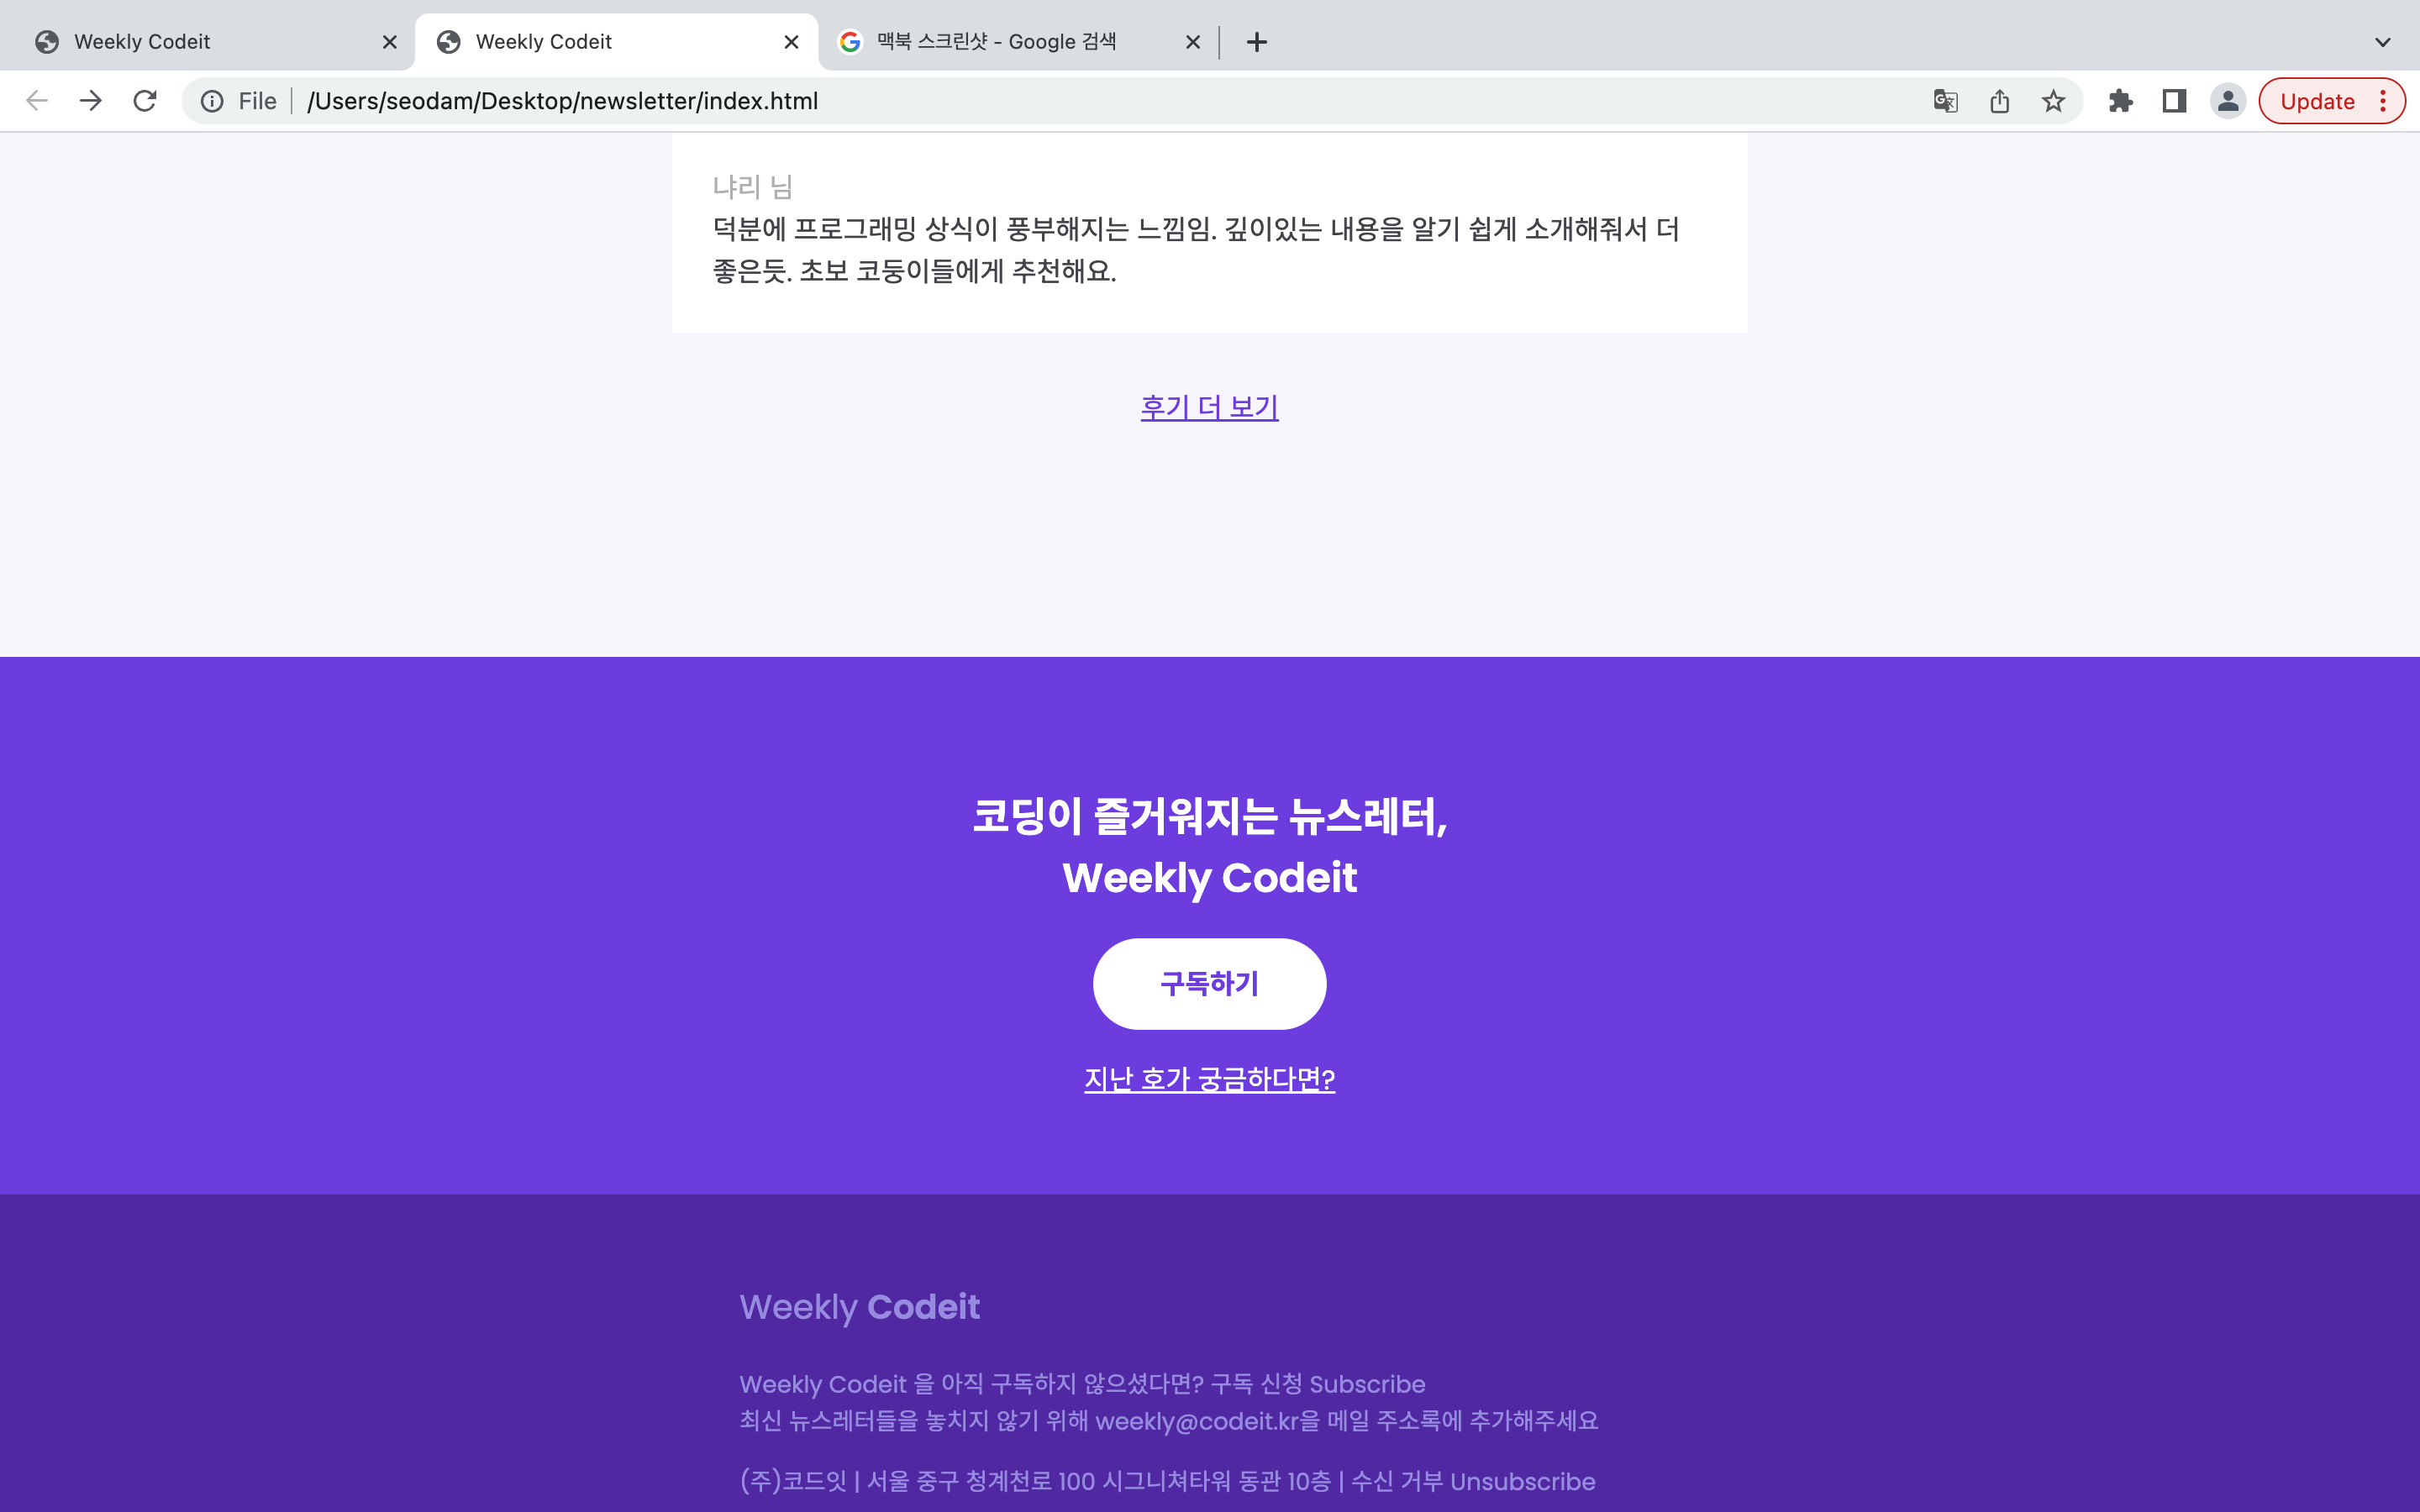 Weekly Codeit
Weekly Codeit
맥북 스크린샷 - Google 검색
File
/Users/seodam/Desktop/newsletter/index.html
Update
냐리 님
덕분에 프로그래밍 상식이 풍부해지는 느낌임. 깊이있는 내용을 알기 쉽게 소개해줘서 더
좋은듯. 초보 코둥이들에게 추천해요.
후기 더 보기
코딩이 즐거워지는 뉴스레터,
Weekly Codeit
구독하기
지난 호가 궁금하다면?
Weekly Codeit
Weekly Codeit 을 아직 구독하지 않으셨다면? 구독 신청 Subscribe
최신 뉴스레터들을 놓치지 않기 위해 weekly@codeit.kr을 메일 주소록에 추가해주세요
(주)코드잇 | 서울 중구 청계천로 100 시그니쳐타워 동관 10층 | 수신 거부 Unsubscribe